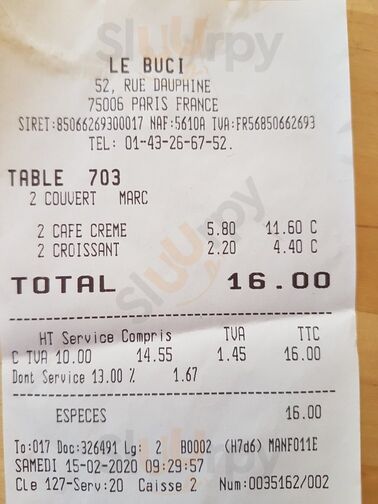 LE BUCI
52, RUE DAUPHINE
75006 PARIS FRANCE
SIRET:85066269300017 NAF:5610A TVA:FR56850662693
TEL: 01-43-26-67-52.
TABLE 703
2 COUVERT MARC
2 CAFE CREME 5.80 11.60 C
2 CROISSANT 2.20 4.40 C
TOTAL 16.00
HT Service Compris TVA TTC
C TVA 10.00 14.55 1.45 16.00
Dont Service 13.00 % 1.67
ESPECES 16.00
To:017 Doc:326491 Lg: 2 B0002 (H7d6) MANF011E
SAMEDI 15-02-2020 09:29:57
Cle 127-Serv:20 Caisse 2 Num:0035162/002
Sluurpy
Sluurpy